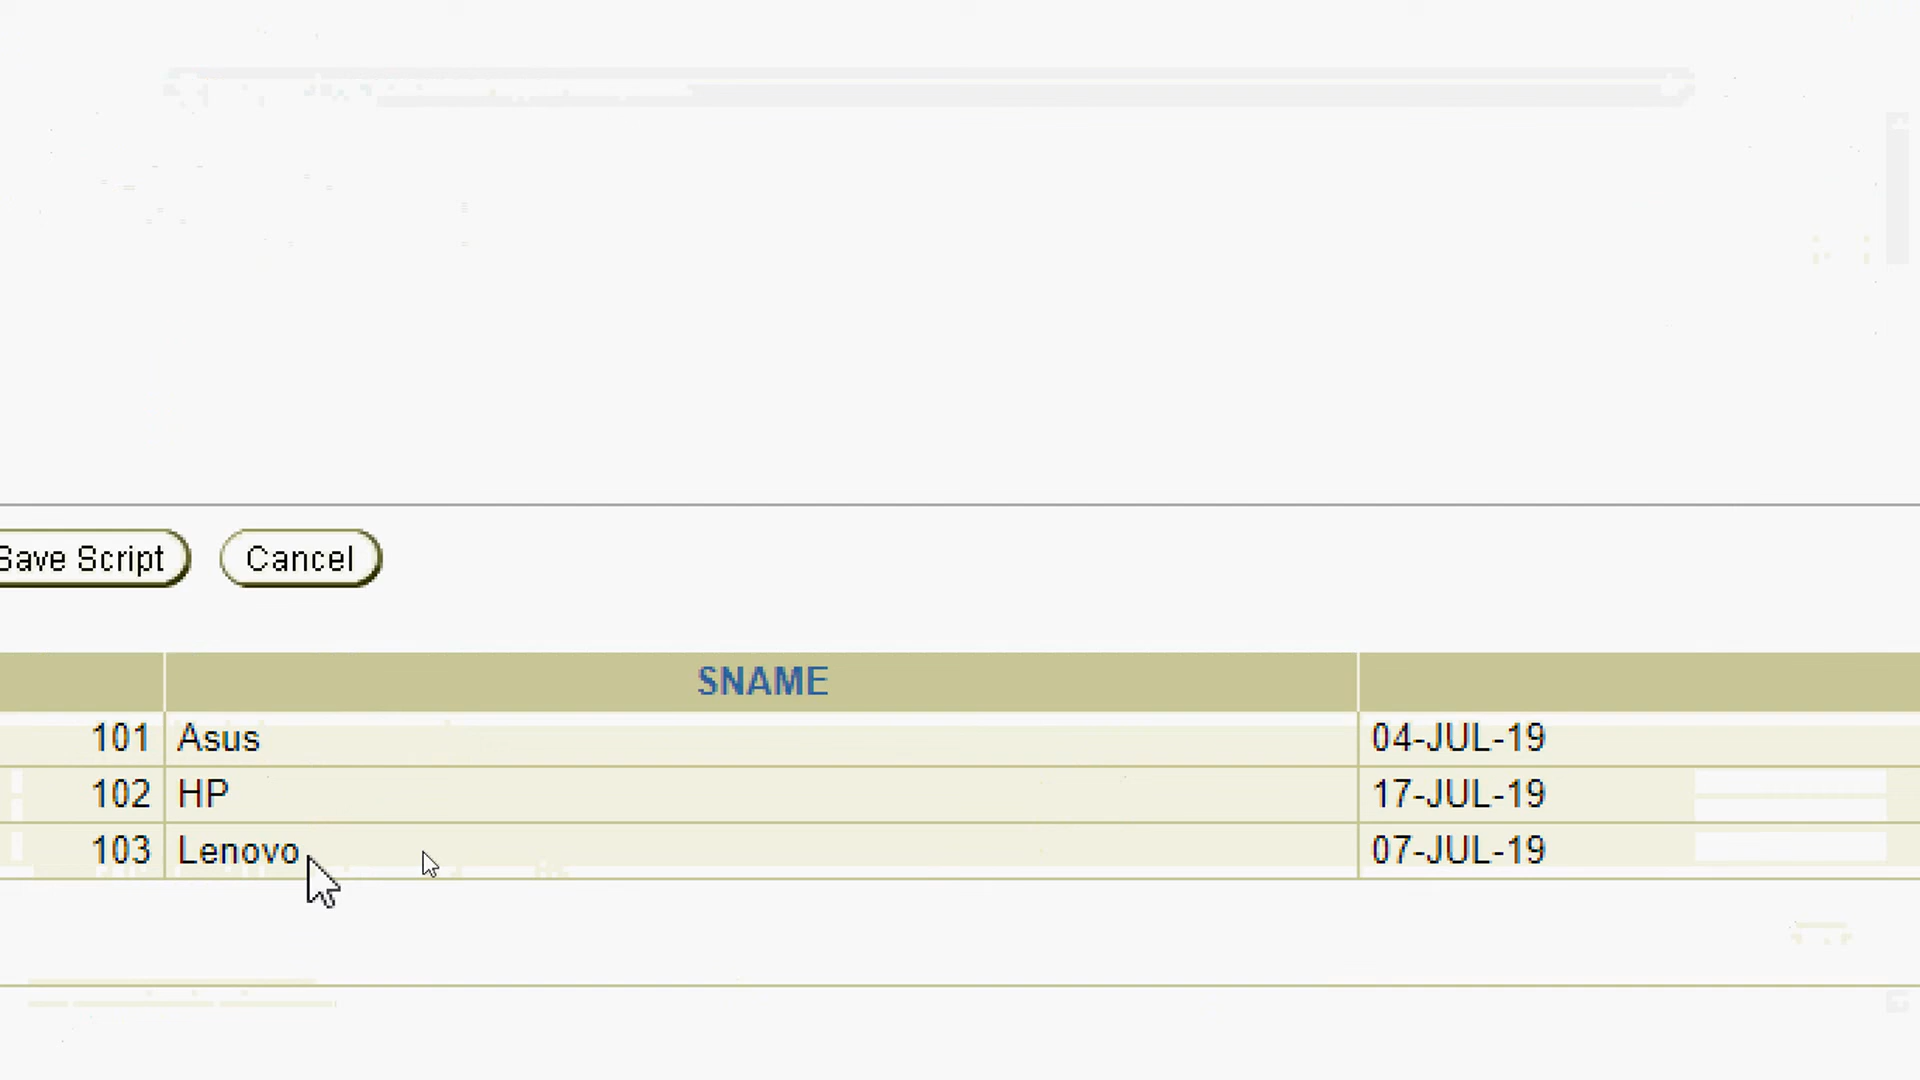 Save Script Cancel
SNAME
101 Asus 04-JUL-19
102 HP 17-JUL-19
103 Lenovo 07-JUL-19